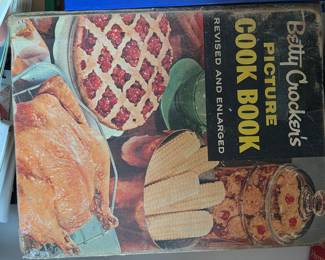 Betty Crocker's
PICTURE
COOK BOOK
REVISED AND ENLARGED